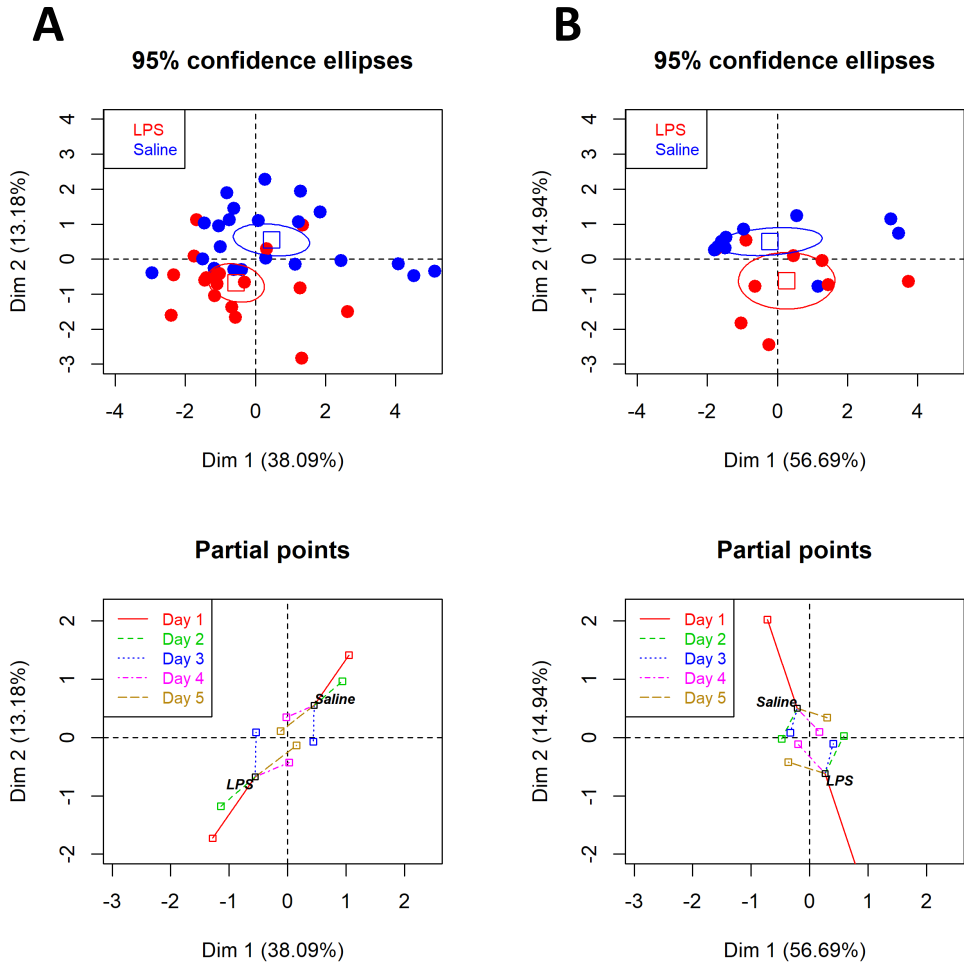 A
B
95% confidence ellipses
95% confidence ellipses
LPS
Saline
4
3
2
1
0
-1
-2
-3
Dim 2 (13.18%)
-4
-2
0
2
4
Dim 1 (38.09%)
LPS
Saline
4
3
2
1
0
-1
-2
-3
Dim 2 (14.94%)
-4
-2
0
2
4
Dim 1 (56.69%)
Partial points
Day 1
Day 2
Day 3
Day 4
Day 5
Saline
LPS
2
1
0
-1
-2
Dim 2 (13.18%)
-3
-2
-1
0
1
2
Dim 1 (38.09%)
Partial points
Day 1
Day 2
Day 3
Day 4
Day 5
Saline
LPS
2
1
0
-1
-2
Dim 2 (14.94%)
-3
-2
-1
0
1
2
Dim 1 (56.69%)